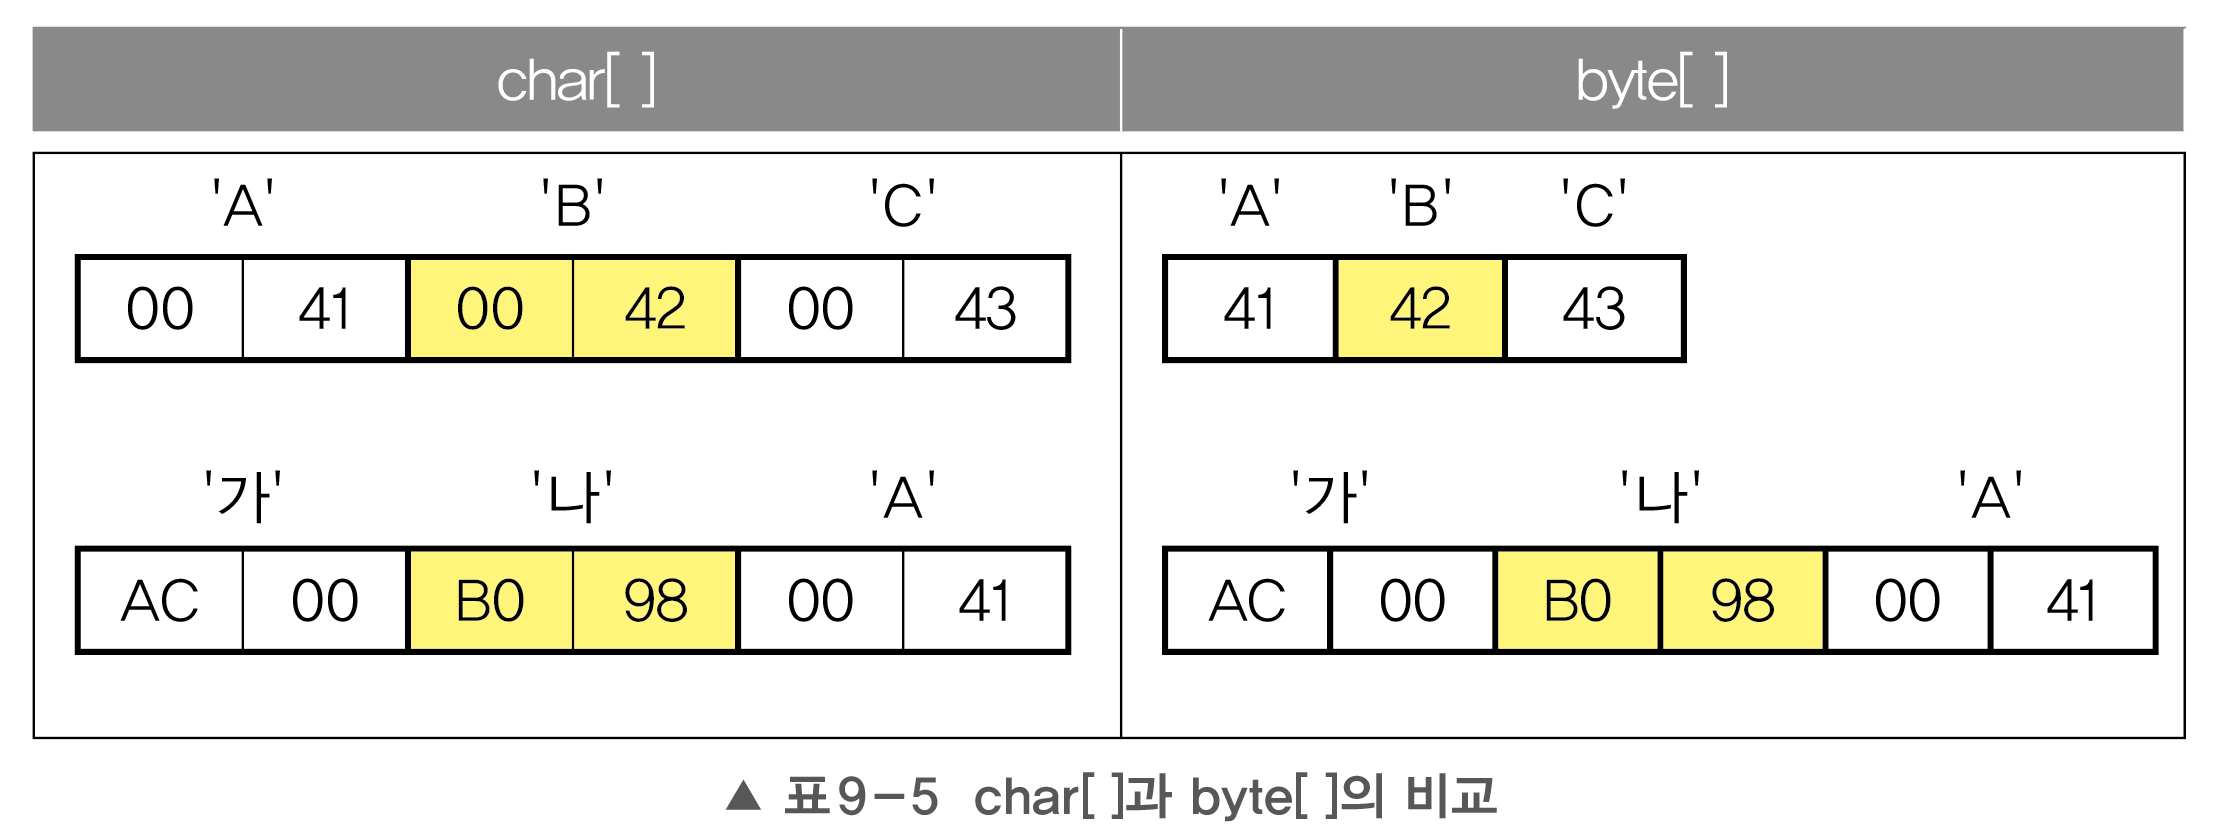 char[ ] byte[ ]
'A' 'B' 'C' 'A' 'B' 'C'
00 41 00 42 00 43 41 42 43
'가' '나' 'A' '가' '나' 'A'
AC 00 B0 98 00 41 AC 00 B0 98 00 41
▲ 표9-5 char[ ]과 byte[ ]의 비교